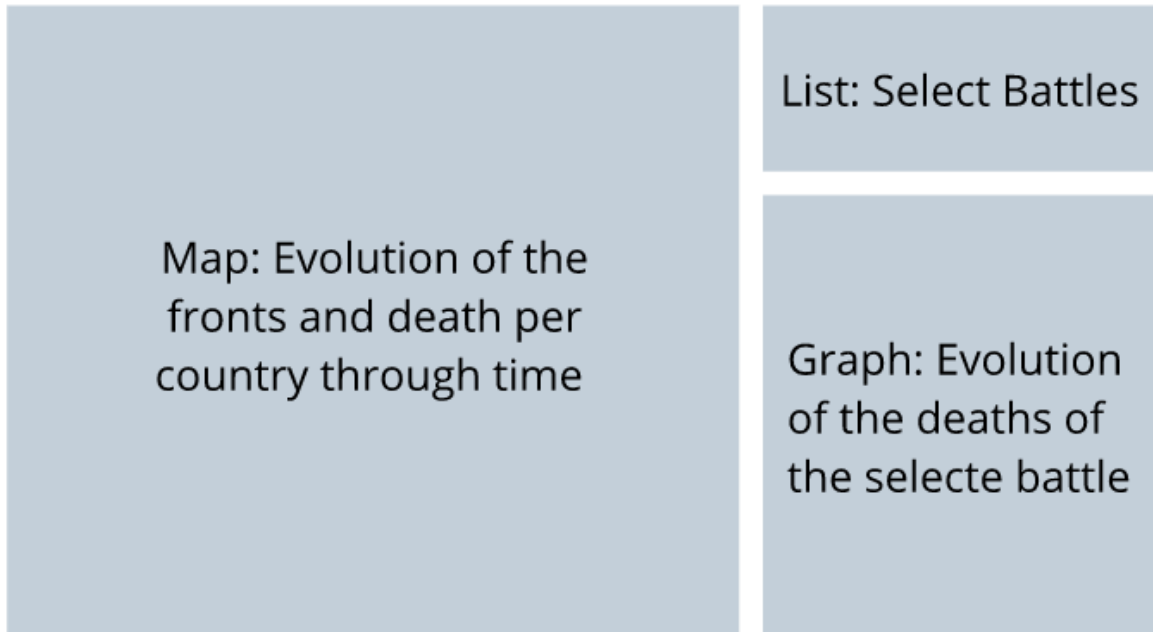 Map: Evolution of the
fronts and death per
country through time
List: Select Battles
Graph: Evolution
of the deaths of
the selecte battle